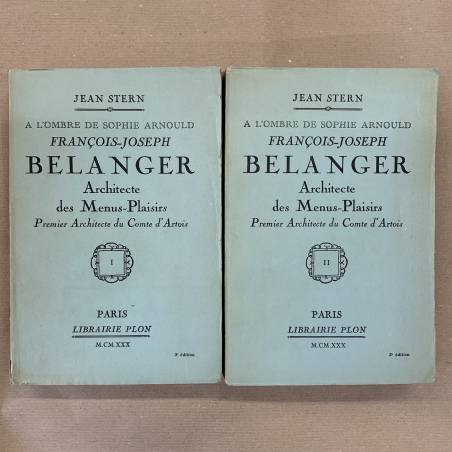 JEAN STERN
A L'OMBRE DE SOPHIE ARNOULD
FRANÇOIS-JOSEPH
BELANGER
Architecte
des Menus-Plaisirs
Premier Architecte du Comte d'Artois
I
PARIS
LIBRAIRIE PLON
M.CM.XXX
JEAN STERN
A L'OMBRE DE SOPHIE ARNOULD
FRANÇOIS-JOSEPH
BELANGER
Architecte
des Menus-Plaisirs
Premier Architecte du Comte d'Artois
II
PARIS
LIBRAIRIE PLON
M.CM.XXX